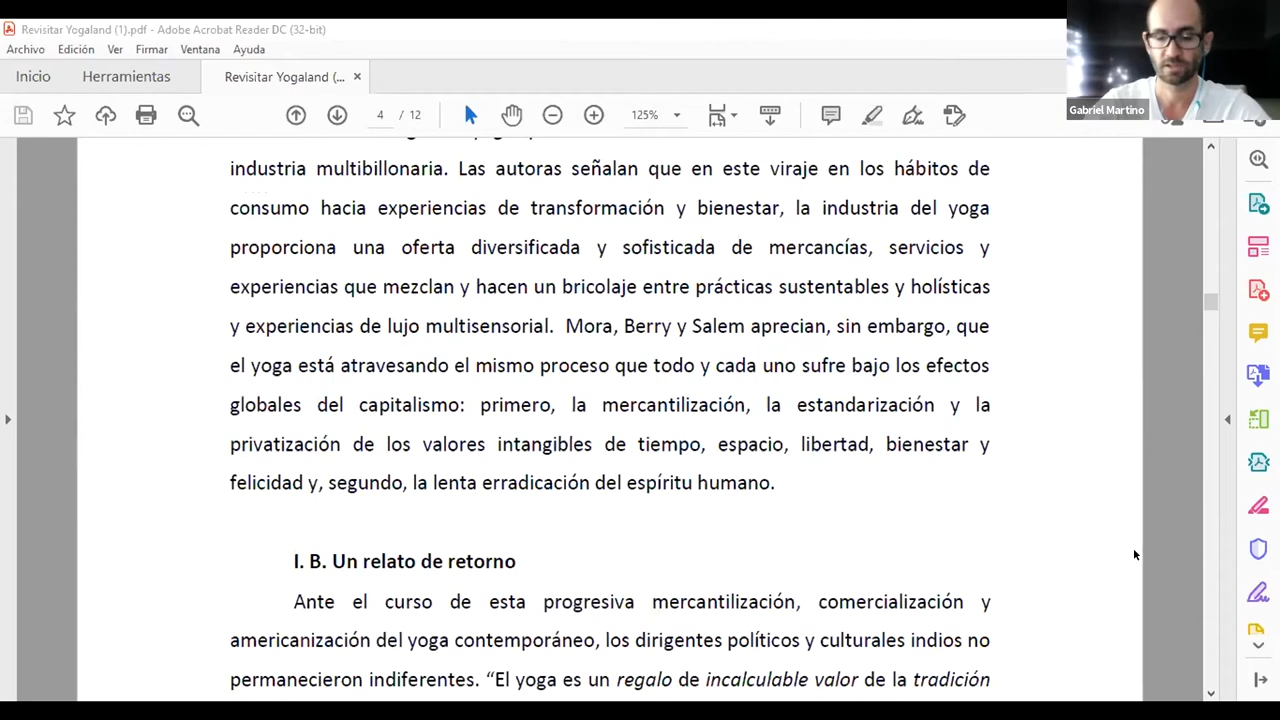 Revisitar Yogaland (1).pdf - Adobe Acrobat Reader DC (32-bit)
Archivo Edición Ver Firmar Ventana Ayuda
Inicio Herramientas Revisitar Yogaland (... ×
4 / 12 125%
Gabriel Martino
industria multibillonaria. Las autoras señalan que en este viraje en los hábitos de
consumo hacia experiencias de transformación y bienestar, la industria del yoga
proporciona una oferta diversificada y sofisticada de mercancías, servicios y
experiencias que mezclan y hacen un bricolaje entre prácticas sustentables y holísticas
y experiencias de lujo multisensorial. Mora, Berry y Salem aprecian, sin embargo, que
el yoga está atravesando el mismo proceso que todo y cada uno sufre bajo los efectos
globales del capitalismo: primero, la mercantilización, la estandarización y la
privatización de los valores intangibles de tiempo, espacio, libertad, bienestar y
felicidad y, segundo, la lenta erradicación del espíritu humano.
I. B. Un relato de retorno
Ante el curso de esta progresiva mercantilización, comercialización y
americanización del yoga contemporáneo, los dirigentes políticos y culturales indios no
permanecieron indiferentes. “El yoga es un regalo de incalculable valor de la tradición